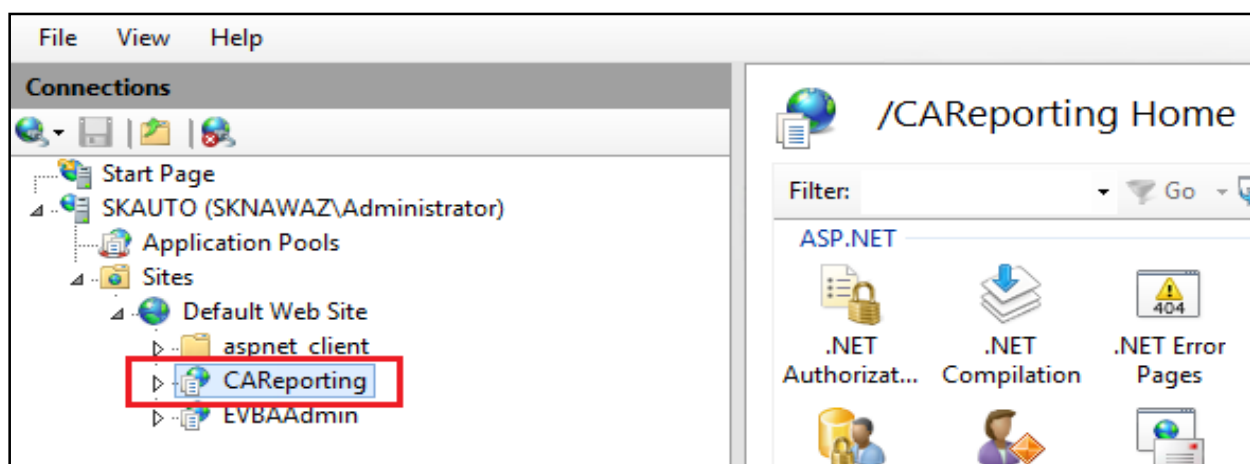 File View Help
Connections
Start Page
SKAUTO (SKNAWAZ\Administrator)
Application Pools
Sites
Default Web Site
aspnet_client
CAReporting
EVBAAdmin
/CAReporting Home
Filter: Go
ASP.NET
.NET Authorizat...
.NET Compilation
404
.NET Error Pages